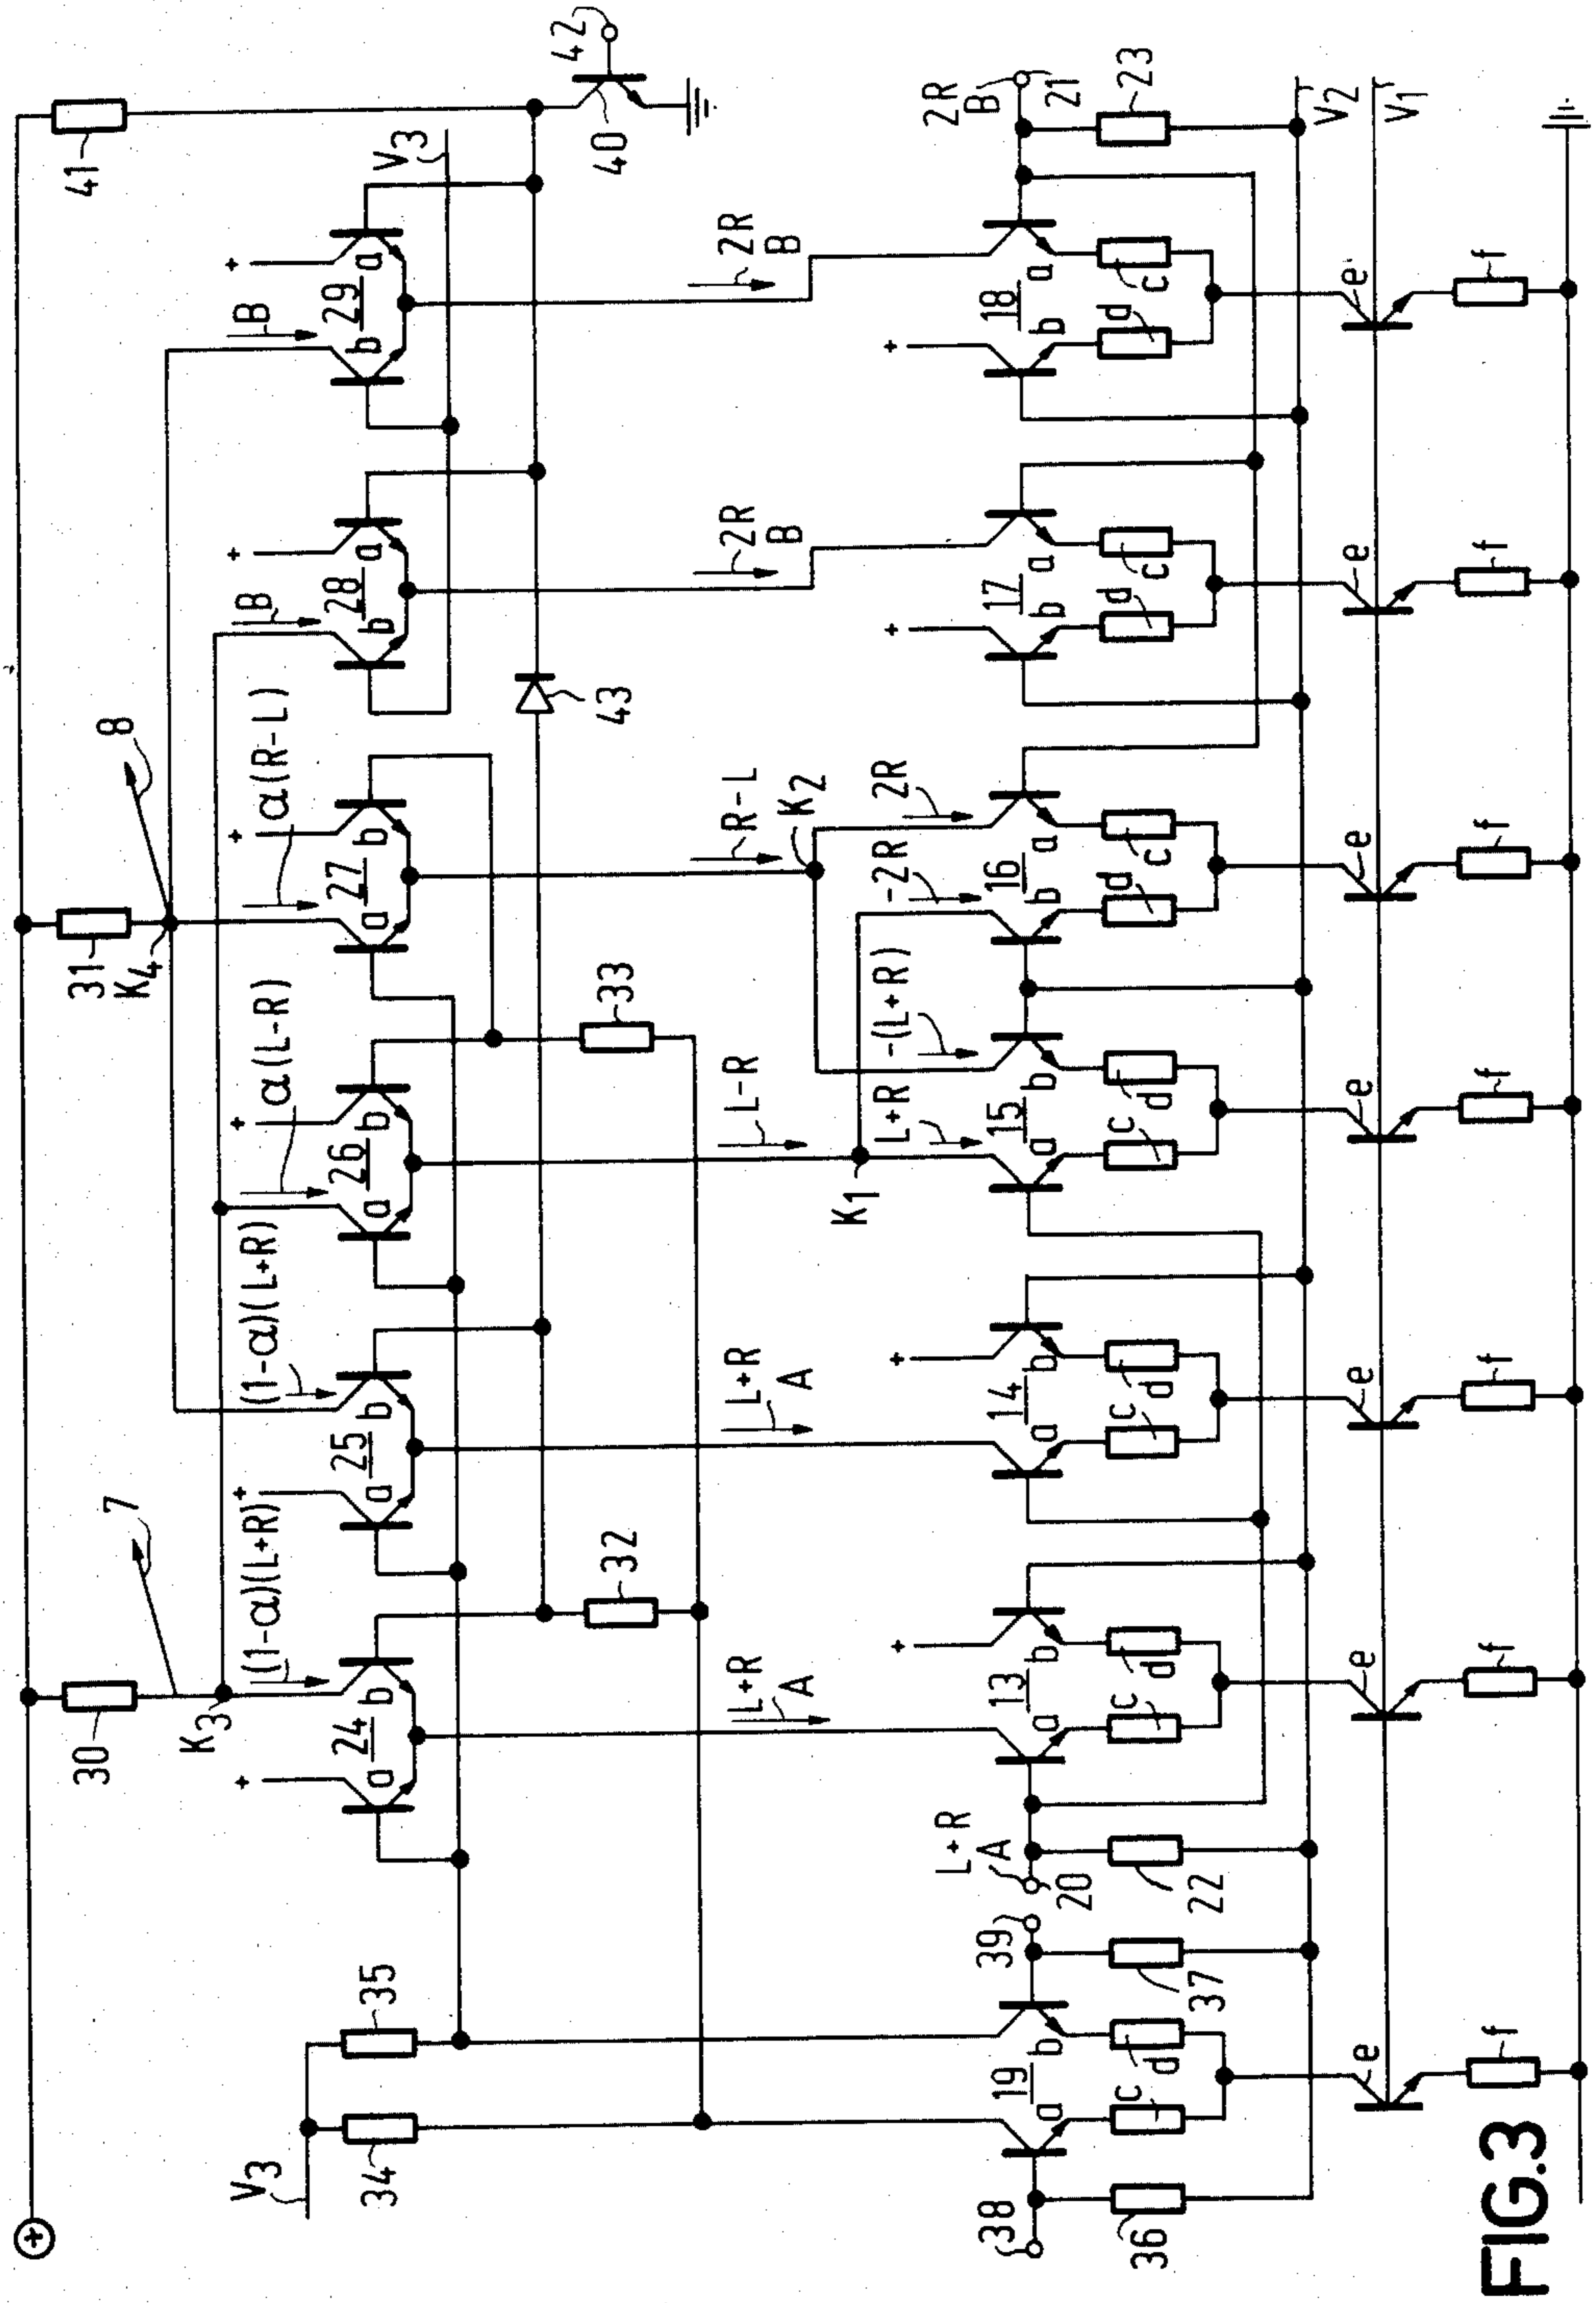 +
30
7
31
8
41
K3
K4
V3
34
35
+
(1-α)(L+R)
+
(1-α)(L+R)
α(L-R)
+
α(R-L)
+
B
+
B
+
V3
a 24 b
a 25 b
a 26 b
a 27 b
b 28 a
b 29 a
32
33
43
40
42
L+R
A
L+R
A
L-R
R-L
K2
2R
B
2R
B
K1
L+R
-(L+R)
-2R
2R
+
+
+
+
38
39
L+R
A
20
2R
B
21
a 19 b
a 13 b
a 14 b
a 15 b
b 16 a
b 17 a
b 18 a
36
c
d
37
22
c
d
c
d
c
d
d
c
d
c
d
c
23
V2
V1
e
e
e
e
e
e
e
f
f
f
f
f
f
f
FIG.3